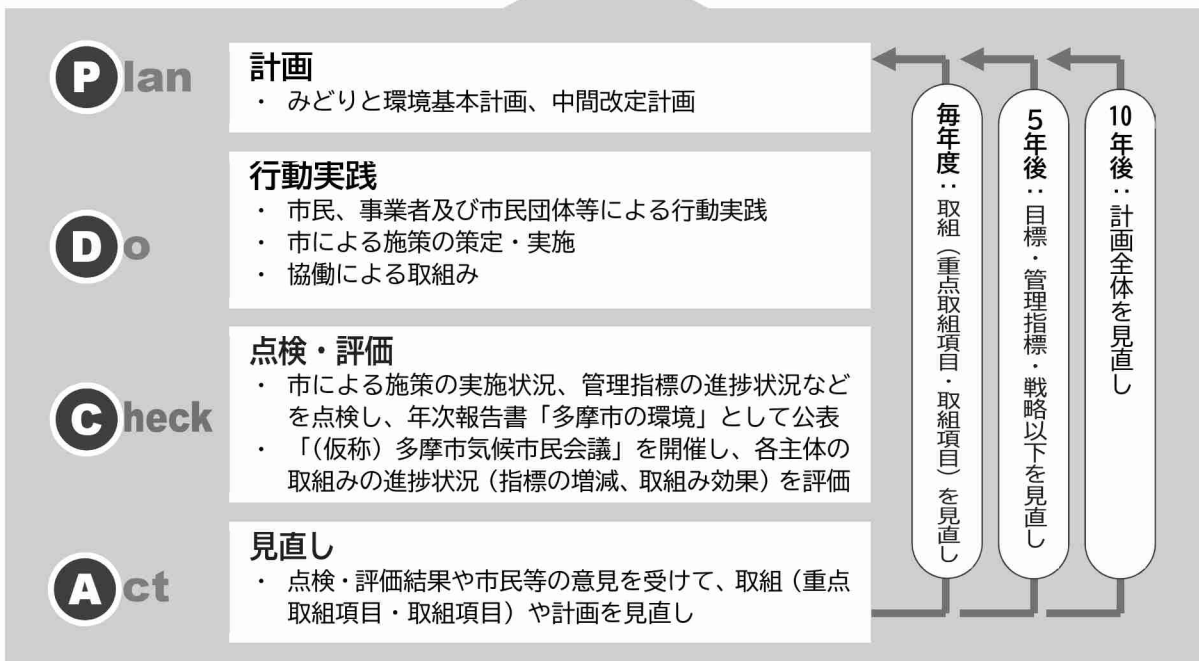 Plan
計画
・ みどりと環境基本計画、中間改定計画
Do
行動実践
・ 市民、事業者及び市民団体等による行動実践
・ 市による施策の策定・実施
・ 協働による取組み
Check
点検・評価
・ 市による施策の実施状況、管理指標の進捗状況など
を点検し、年次報告書「多摩市の環境」として公表
・ 「(仮称)多摩市気候市民会議」を開催し、各主体の
取組みの進捗状況(指標の増減、取組み効果)を評価
Act
見直し
・ 点検・評価結果や市民等の意見を受けて、取組(重点
取組項目・取組項目)や計画を見直し
毎年度:取組(重点取組項目・取組項目)を見直し
5年後:目標・管理指標・戦略以下を見直し
10年後:計画全体を見直し